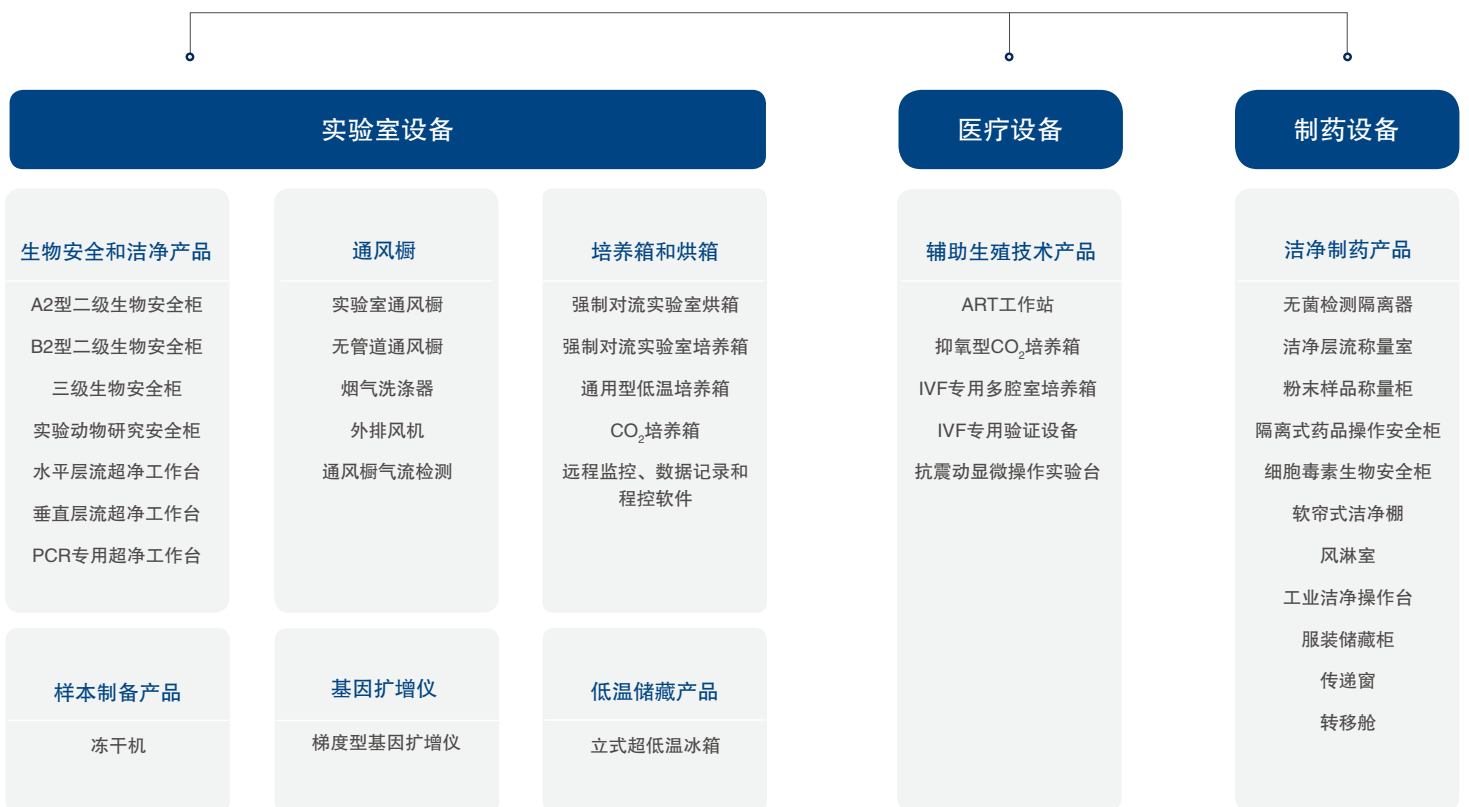 实验室设备
生物安全和洁净产品
A2型二级生物安全柜
B2型二级生物安全柜
三级生物安全柜
实验动物研究安全柜
水平层流超净工作台
垂直层流超净工作台
PCR专用超净工作台
通风橱
实验室通风橱
无管道通风橱
烟气洗涤器
外排风机
通风橱气流检测
培养箱和烘箱
强制对流实验室烘箱
强制对流实验室培养箱
通用型低温培养箱
CO₂培养箱
远程监控、数据记录和
程控软件
样本制备产品
冻干机
基因扩增仪
梯度型基因扩增仪
低温储藏产品
立式超低温冰箱
医疗设备
辅助生殖技术产品
ART工作站
抑氧型CO₂培养箱
IVF专用多腔室培养箱
IVF专用验证设备
抗震动显微操作实验台
制药设备
洁净制药产品
无菌检测隔离器
洁净层流称量室
粉末样品称量柜
隔离式药品操作安全柜
细胞毒素生物安全柜
软帘式洁净棚
风淋室
工业洁净操作台
服装储藏柜
传递窗
转移舱